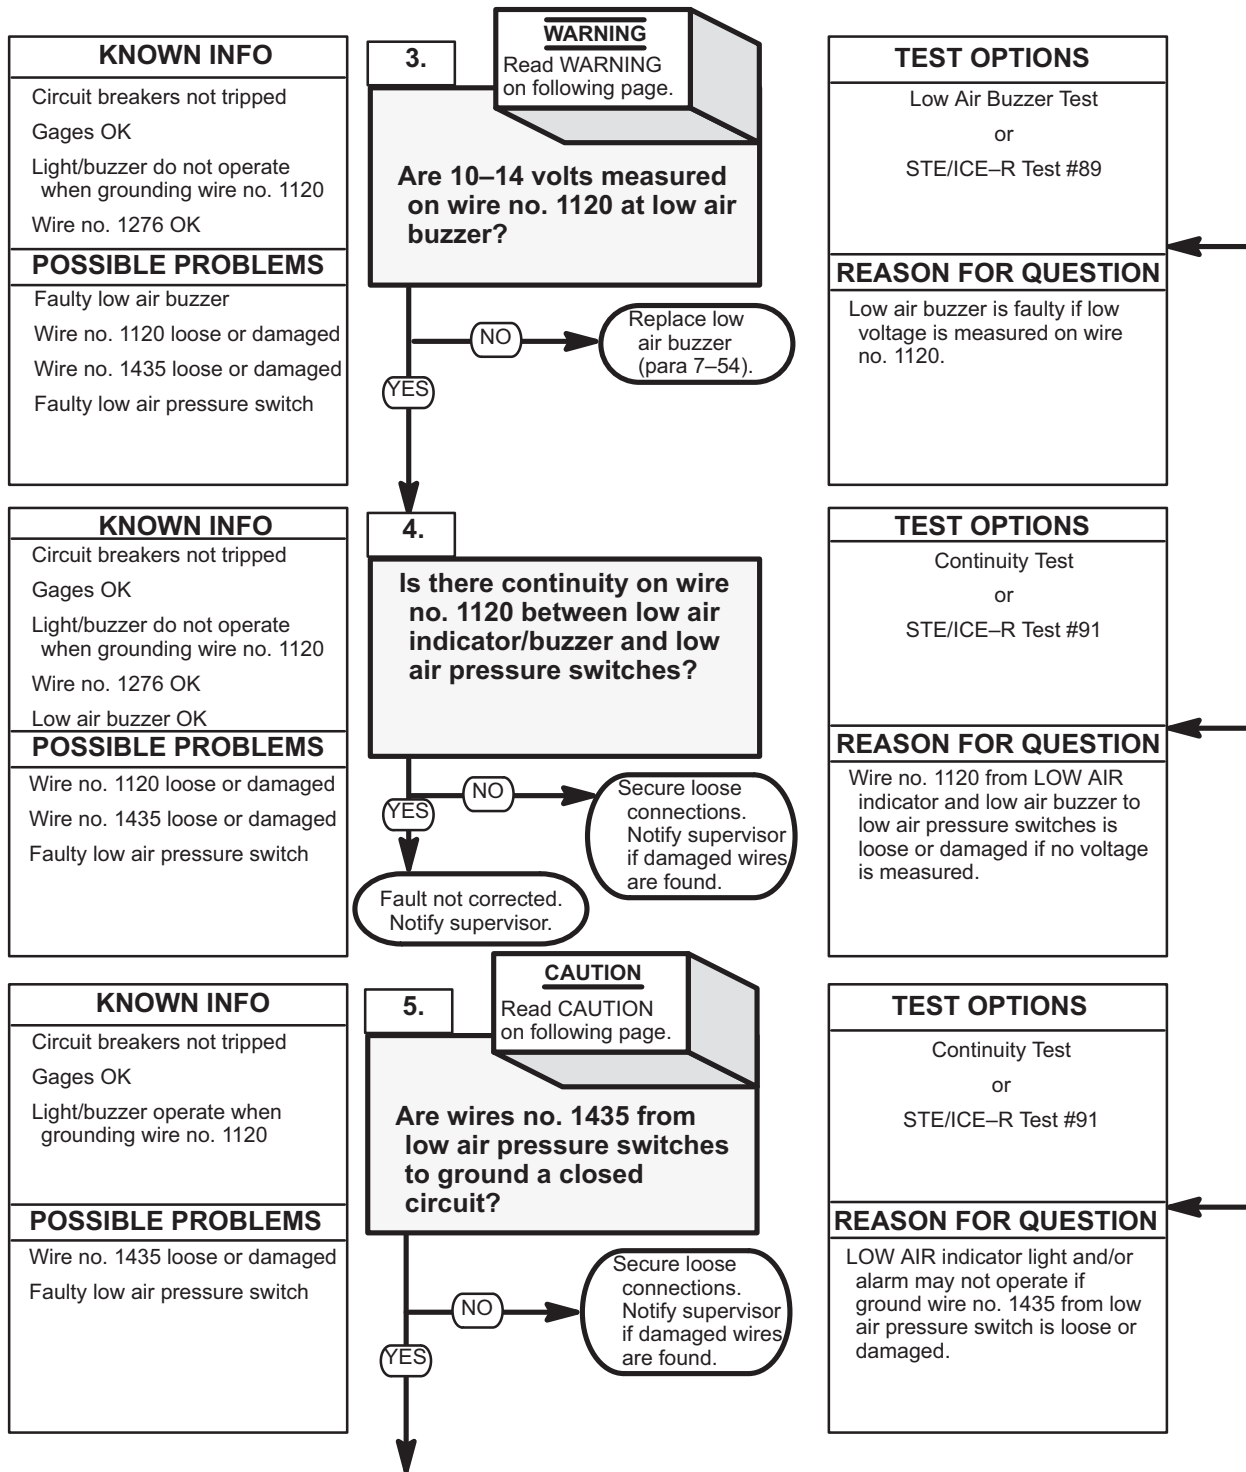 KNOWN INFO
Circuit breakers not tripped
Gages OK
Light/buzzer do not operate
when grounding wire no. 1120
Wire no. 1276 OK
POSSIBLE PROBLEMS
Faulty low air buzzer
Wire no. 1120 loose or damaged
Wire no. 1435 loose or damaged
Faulty low air pressure switch
3.
WARNING
Read WARNING
on following page.
Are 10–14 volts measured
on wire no. 1120 at low air
buzzer?
NO
Replace low
air buzzer
(para 7–54).
YES
TEST OPTIONS
Low Air Buzzer Test
or
STE/ICE–R Test #89
REASON FOR QUESTION
Low air buzzer is faulty if low
voltage is measured on wire
no. 1120.
KNOWN INFO
Circuit breakers not tripped
Gages OK
Light/buzzer do not operate
when grounding wire no. 1120
Wire no. 1276 OK
Low air buzzer OK
POSSIBLE PROBLEMS
Wire no. 1120 loose or damaged
Wire no. 1435 loose or damaged
Faulty low air pressure switch
4.
Is there continuity on wire
no. 1120 between low air
indicator/buzzer and low
air pressure switches?
NO
Secure loose
connections.
Notify supervisor
if damaged wires
are found.
YES
Fault not corrected.
Notify supervisor.
TEST OPTIONS
Continuity Test
or
STE/ICE–R Test #91
REASON FOR QUESTION
Wire no. 1120 from LOW AIR
indicator and low air buzzer to
low air pressure switches is
loose or damaged if no voltage
is measured.
KNOWN INFO
Circuit breakers not tripped
Gages OK
Light/buzzer operate when
grounding wire no. 1120
POSSIBLE PROBLEMS
Wire no. 1435 loose or damaged
Faulty low air pressure switch
5.
CAUTION
Read CAUTION
on following page.
Are wires no. 1435 from
low air pressure switches
to ground a closed
circuit?
NO
Secure loose
connections.
Notify supervisor
if damaged wires
are found.
YES
TEST OPTIONS
Continuity Test
or
STE/ICE–R Test #91
REASON FOR QUESTION
LOW AIR indicator light and/or
alarm may not operate if
ground wire no. 1435 from low
air pressure switch is loose or
damaged.